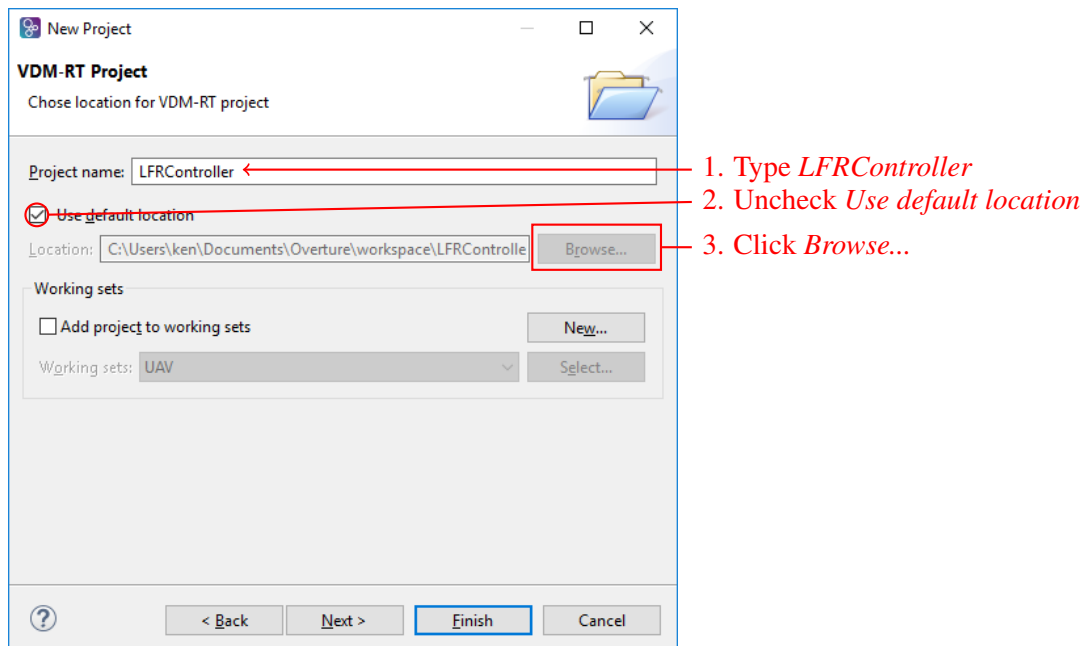 New Project
VDM-RT Project
Chose location for VDM-RT project
Project name: LFRController
1. Type LFRController
2. Uncheck Use default location
Use default location
Location: C:\Users\ken\Documents\Overture\workspace\LFRControlle Browse...
3. Click Browse...
Working sets
Add project to working sets New...
Working sets: UAV Select...
? < Back Next > Finish Cancel